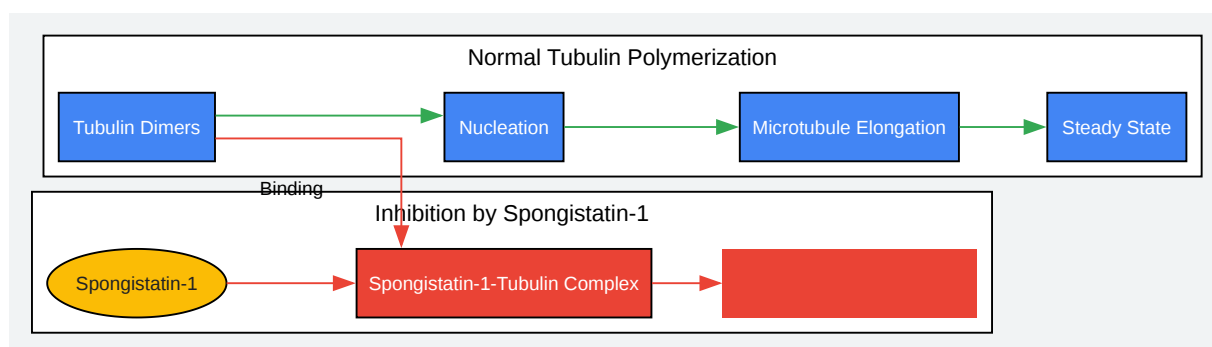 Normal Tubulin Polymerization
Tubulin Dimers
Nucleation
Microtubule Elongation
Steady State
Binding
Inhibition by Spongistatin-1
Spongistatin-1
Spongistatin-1-Tubulin Complex